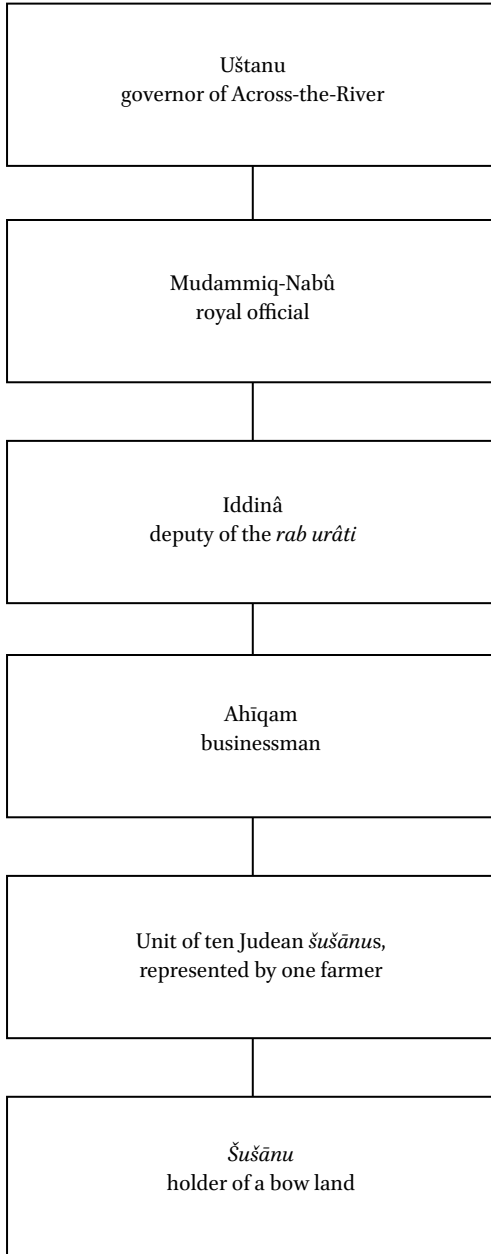 Uštanu
governor of Across-the-River
Mudammiq-Nabû
royal official
Iddinâ
deputy of the rab urâti
Ahīqam
businessman
Unit of ten Judean šušānus,
represented by one farmer
Šušānu
holder of a bow land